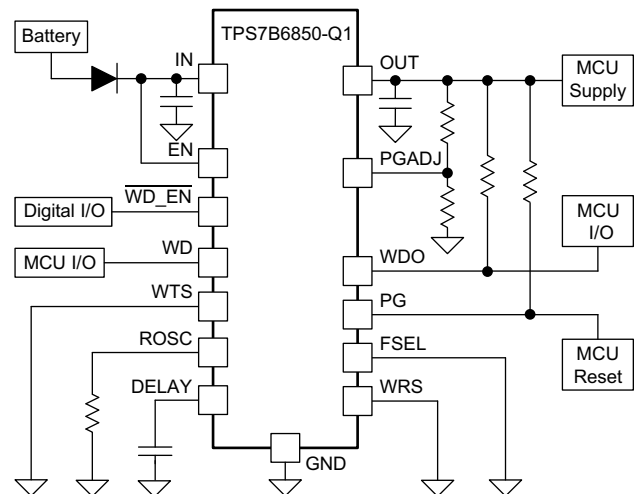 TPS7B6850-Q1
Battery
IN
EN
WD_EN
Digital I/O
WD
MCU I/O
WTS
ROSC
DELAY
GND
OUT
MCU
Supply
PGADJ
MCU
I/O
WDO
PG
FSEL
MCU
Reset
WRS